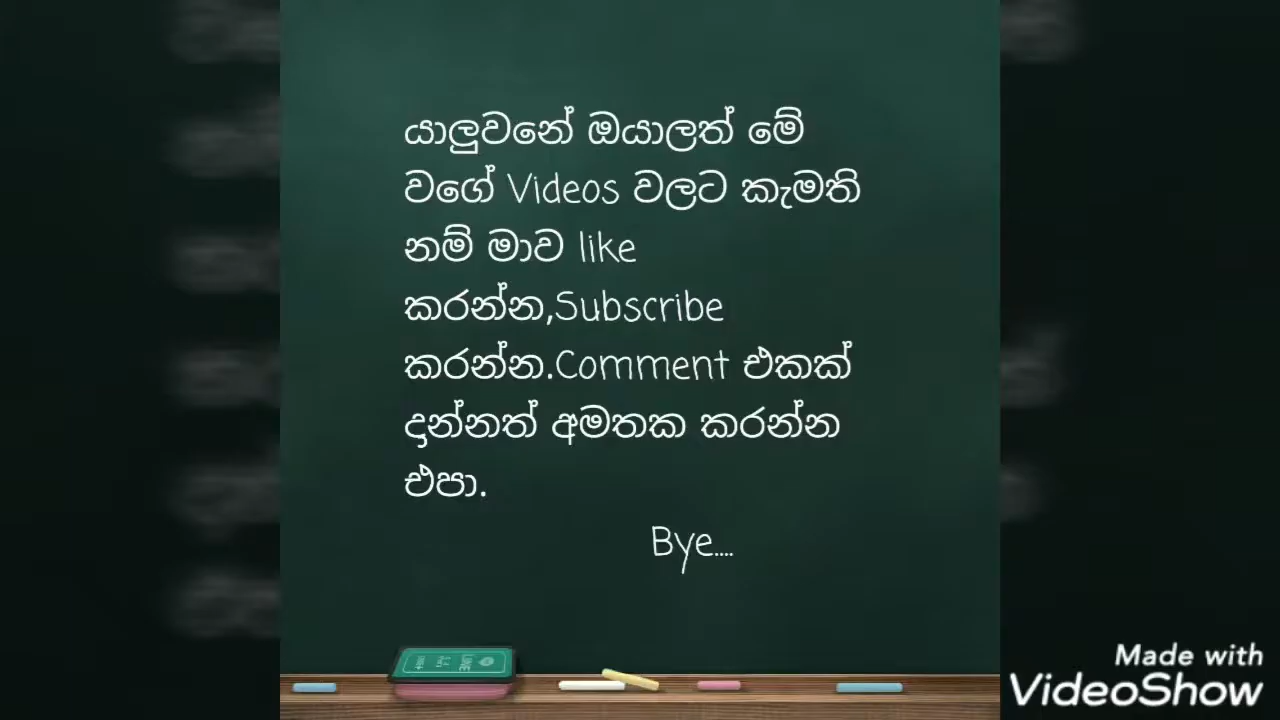 යාලුවනේ ඔයාලත් මේ
වගේ Videos වලට කැමති
නම් මාව like
කරන්න,Subscribe
කරන්න.Comment එකක්
දාන්නත් අමතක කරන්න
එපා.
Bye....
LINE
Made with
VideoShow